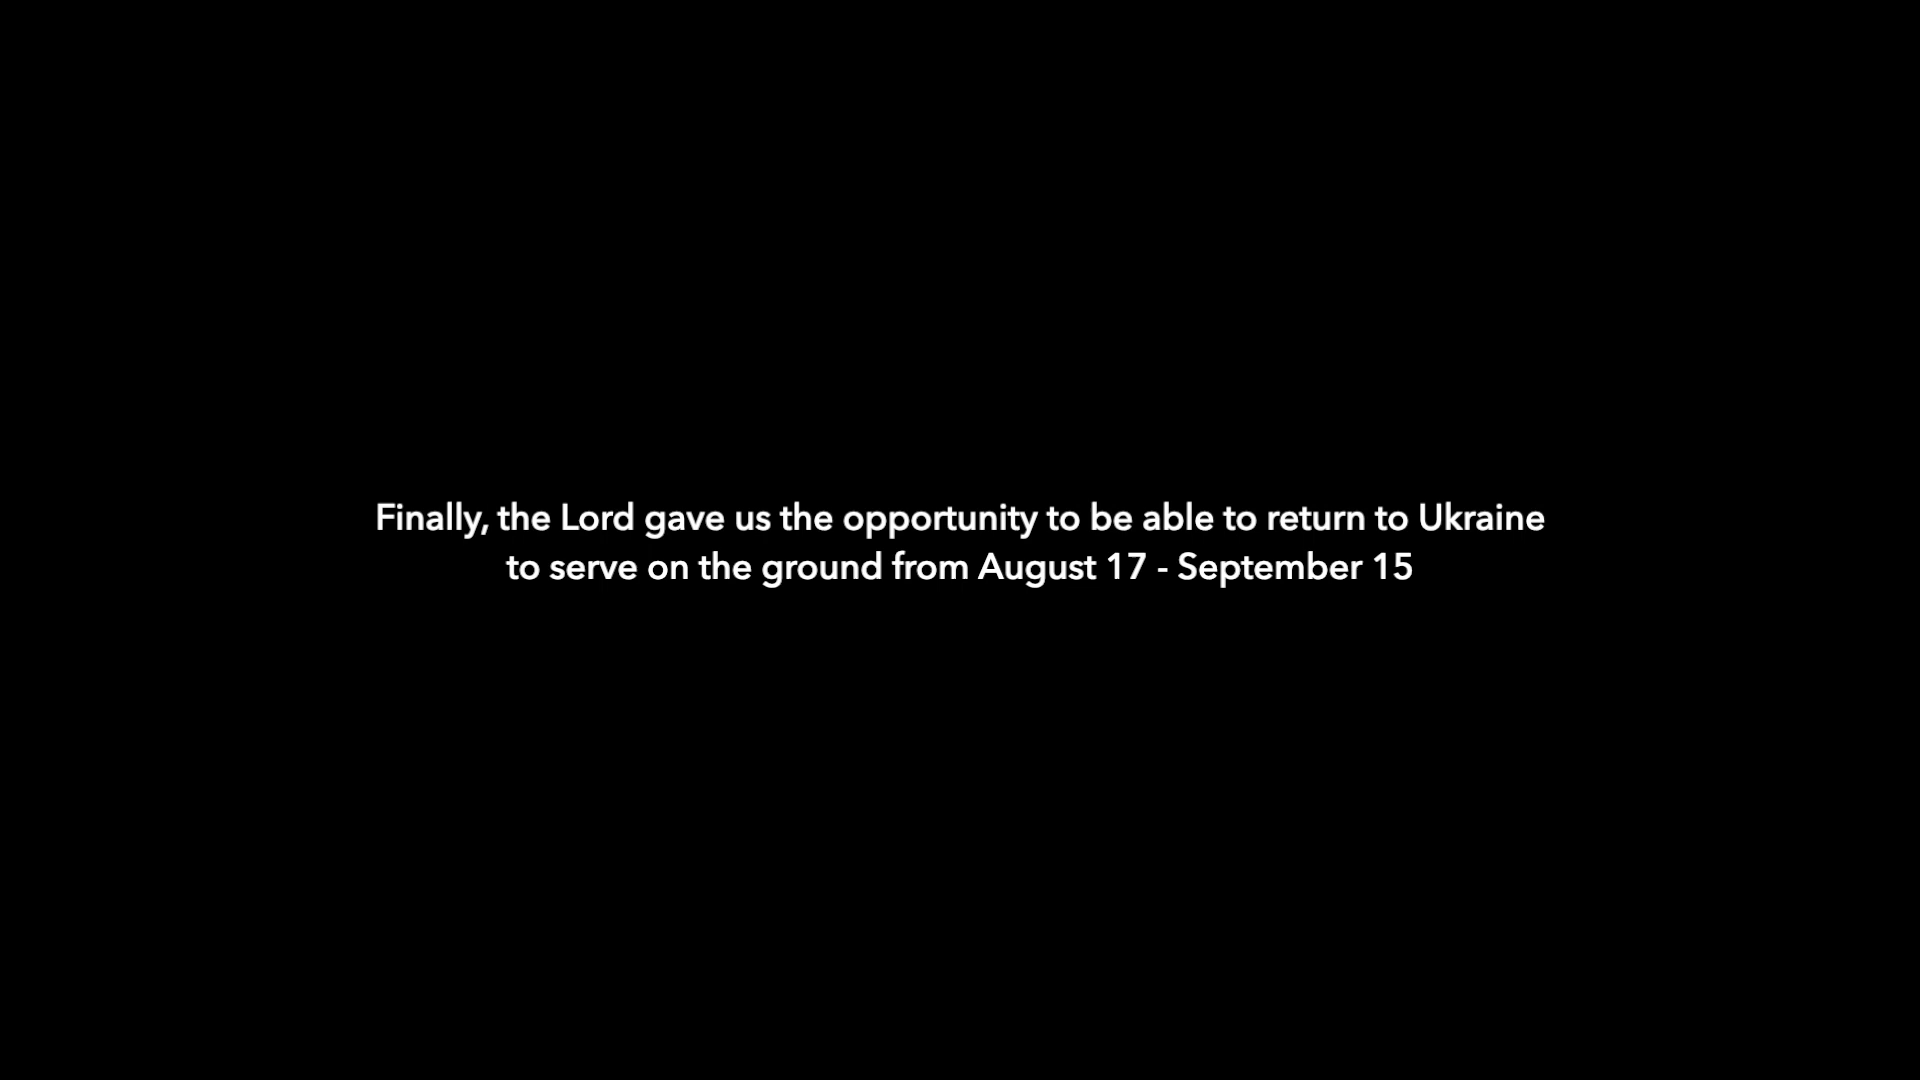 Finally, the Lord gave us the opportunity to be able to return to Ukraine
to serve on the ground from August 17 - September 15